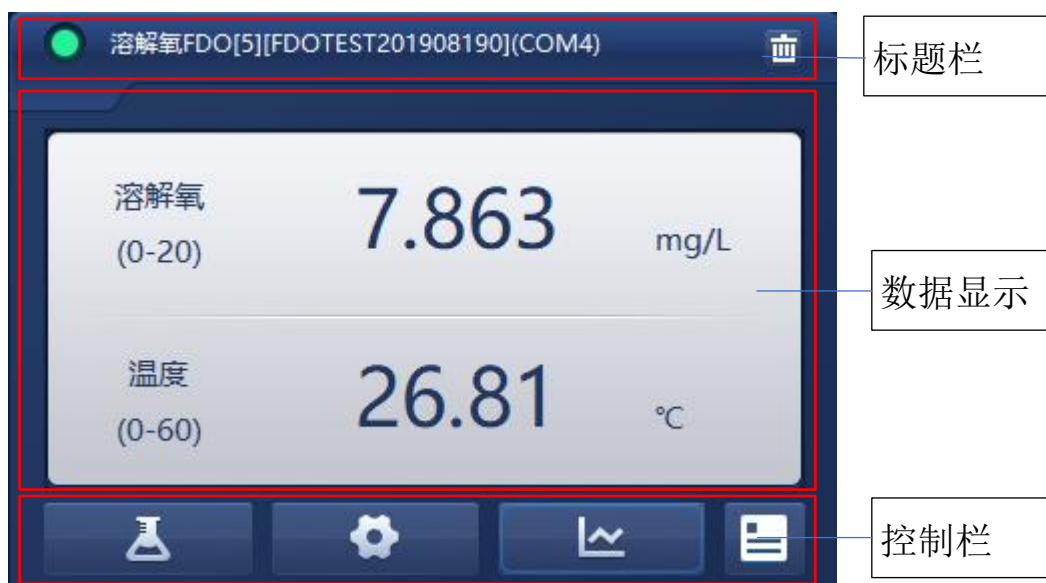 溶解氧FDO[5][FDOTEST201908190](COM4)
标题栏
溶解氧
(0-20)
7.863
mg/L
数据显示
温度
(0-60)
26.81
℃
控制栏